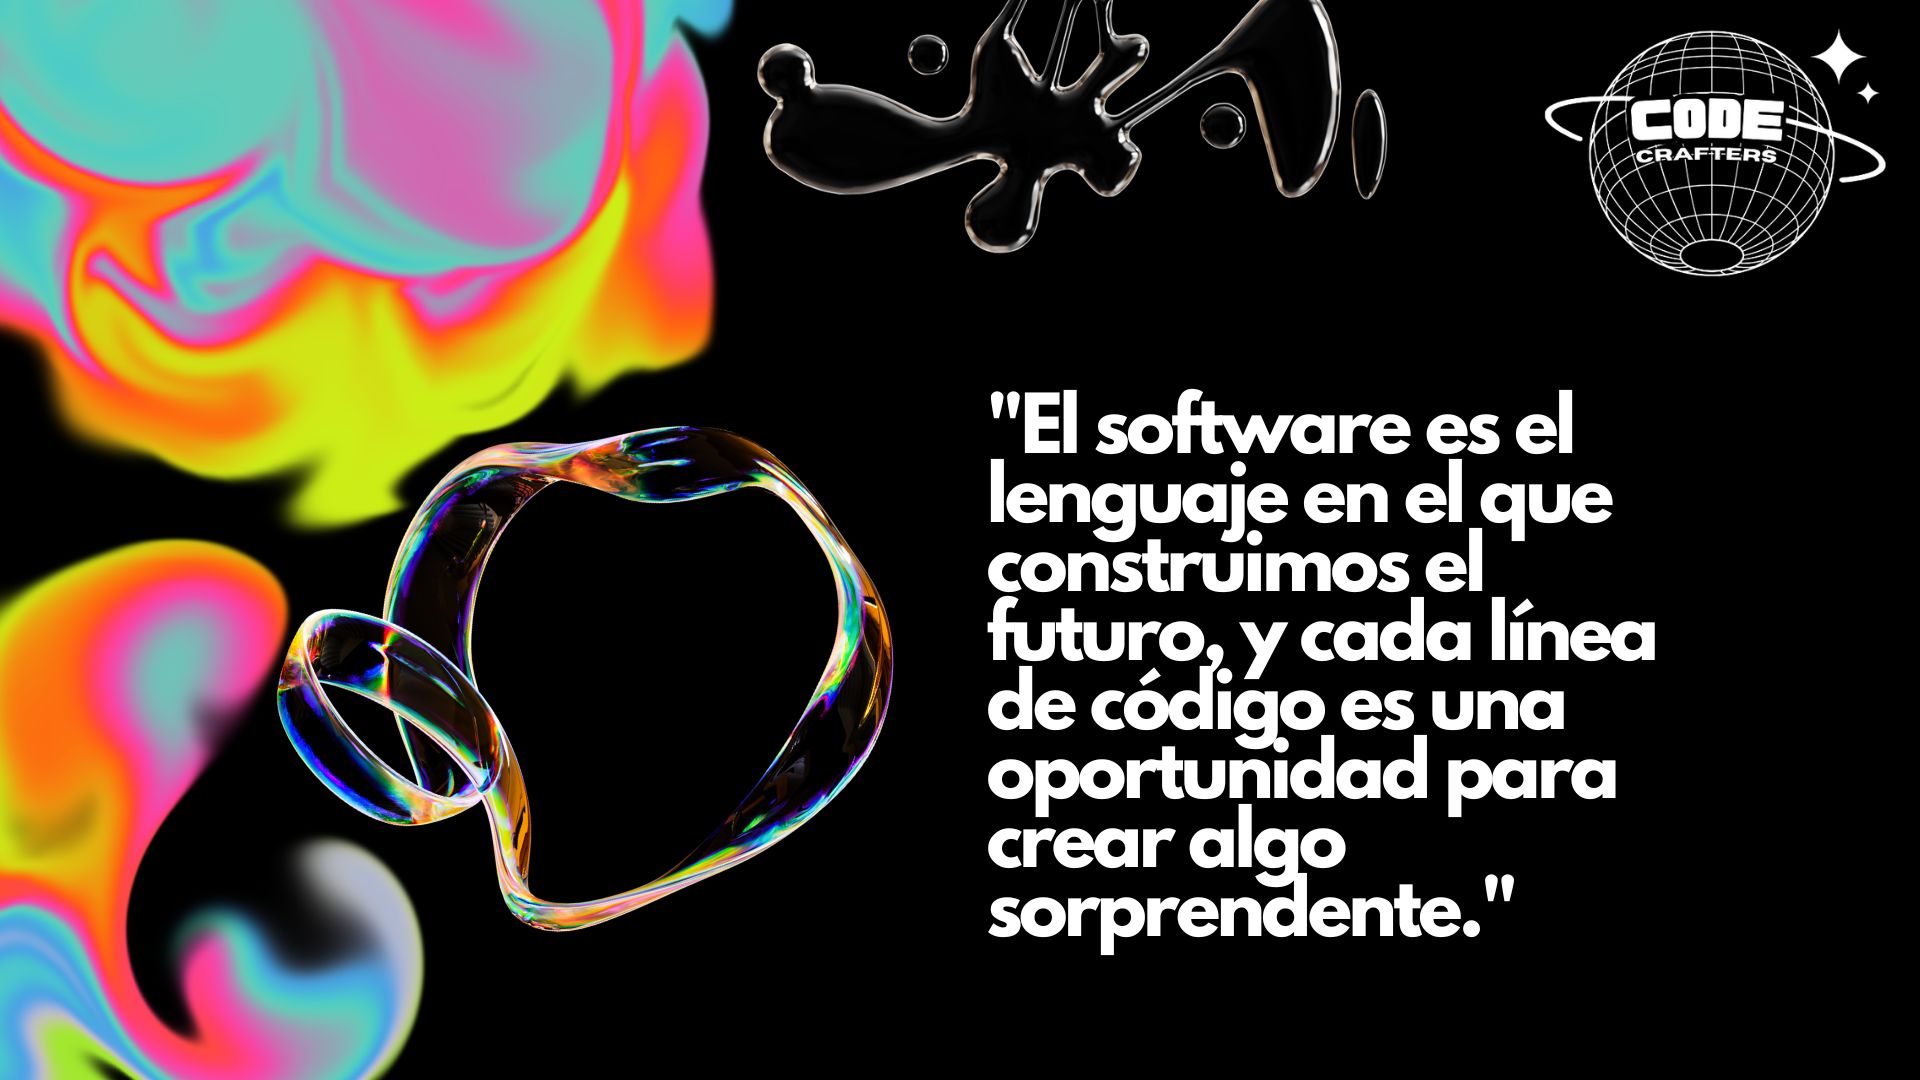 CODE
CRAFTERS
"El software es el
lenguaje en el que
construimos el
futuro, y cada línea
de código es una
oportunidad para
crear algo
sorprendente."